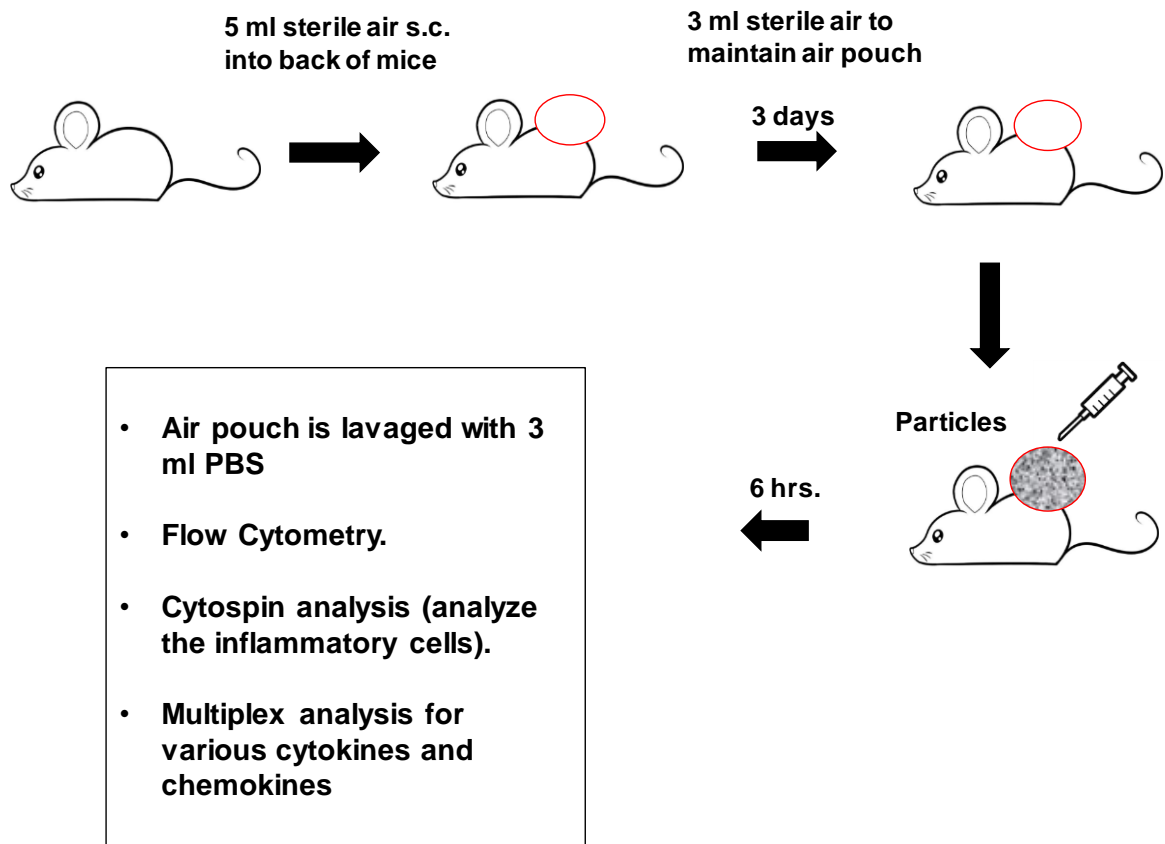 5 ml sterile air s.c.
into back of mice
3 ml sterile air to
maintain air pouch
3 days
Particles
6 hrs.
• Air pouch is lavaged with 3
ml PBS
• Flow Cytometry.
• Cytospin analysis (analyze
the inflammatory cells).
• Multiplex analysis for
various cytokines and
chemokines